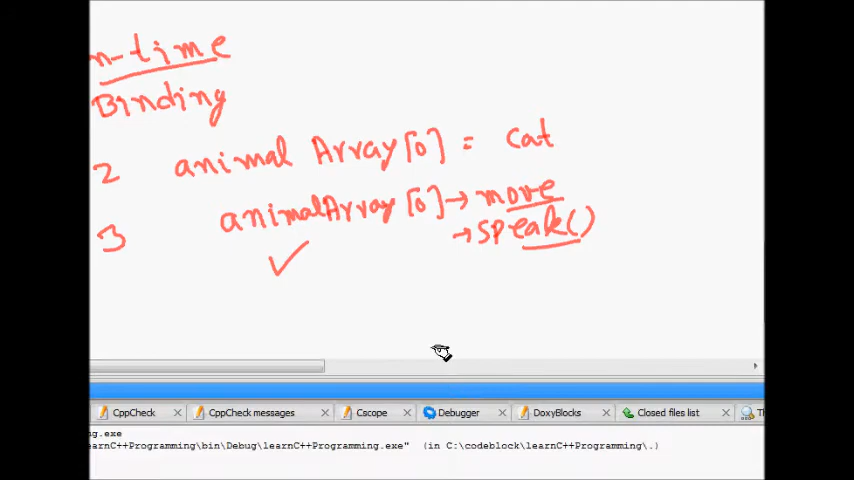 n-time
Binding
2 animal Array[0] = cat
3 animalArray[0] → move
→ speak()
CppCheck CppCheck messages Cscope Debugger DoxyBlocks Closed files list
ng.exe
earnC++Programming\bin\Debug\learnC++Programming.exe" (in C:\codeblock\learnC++Programming\.)